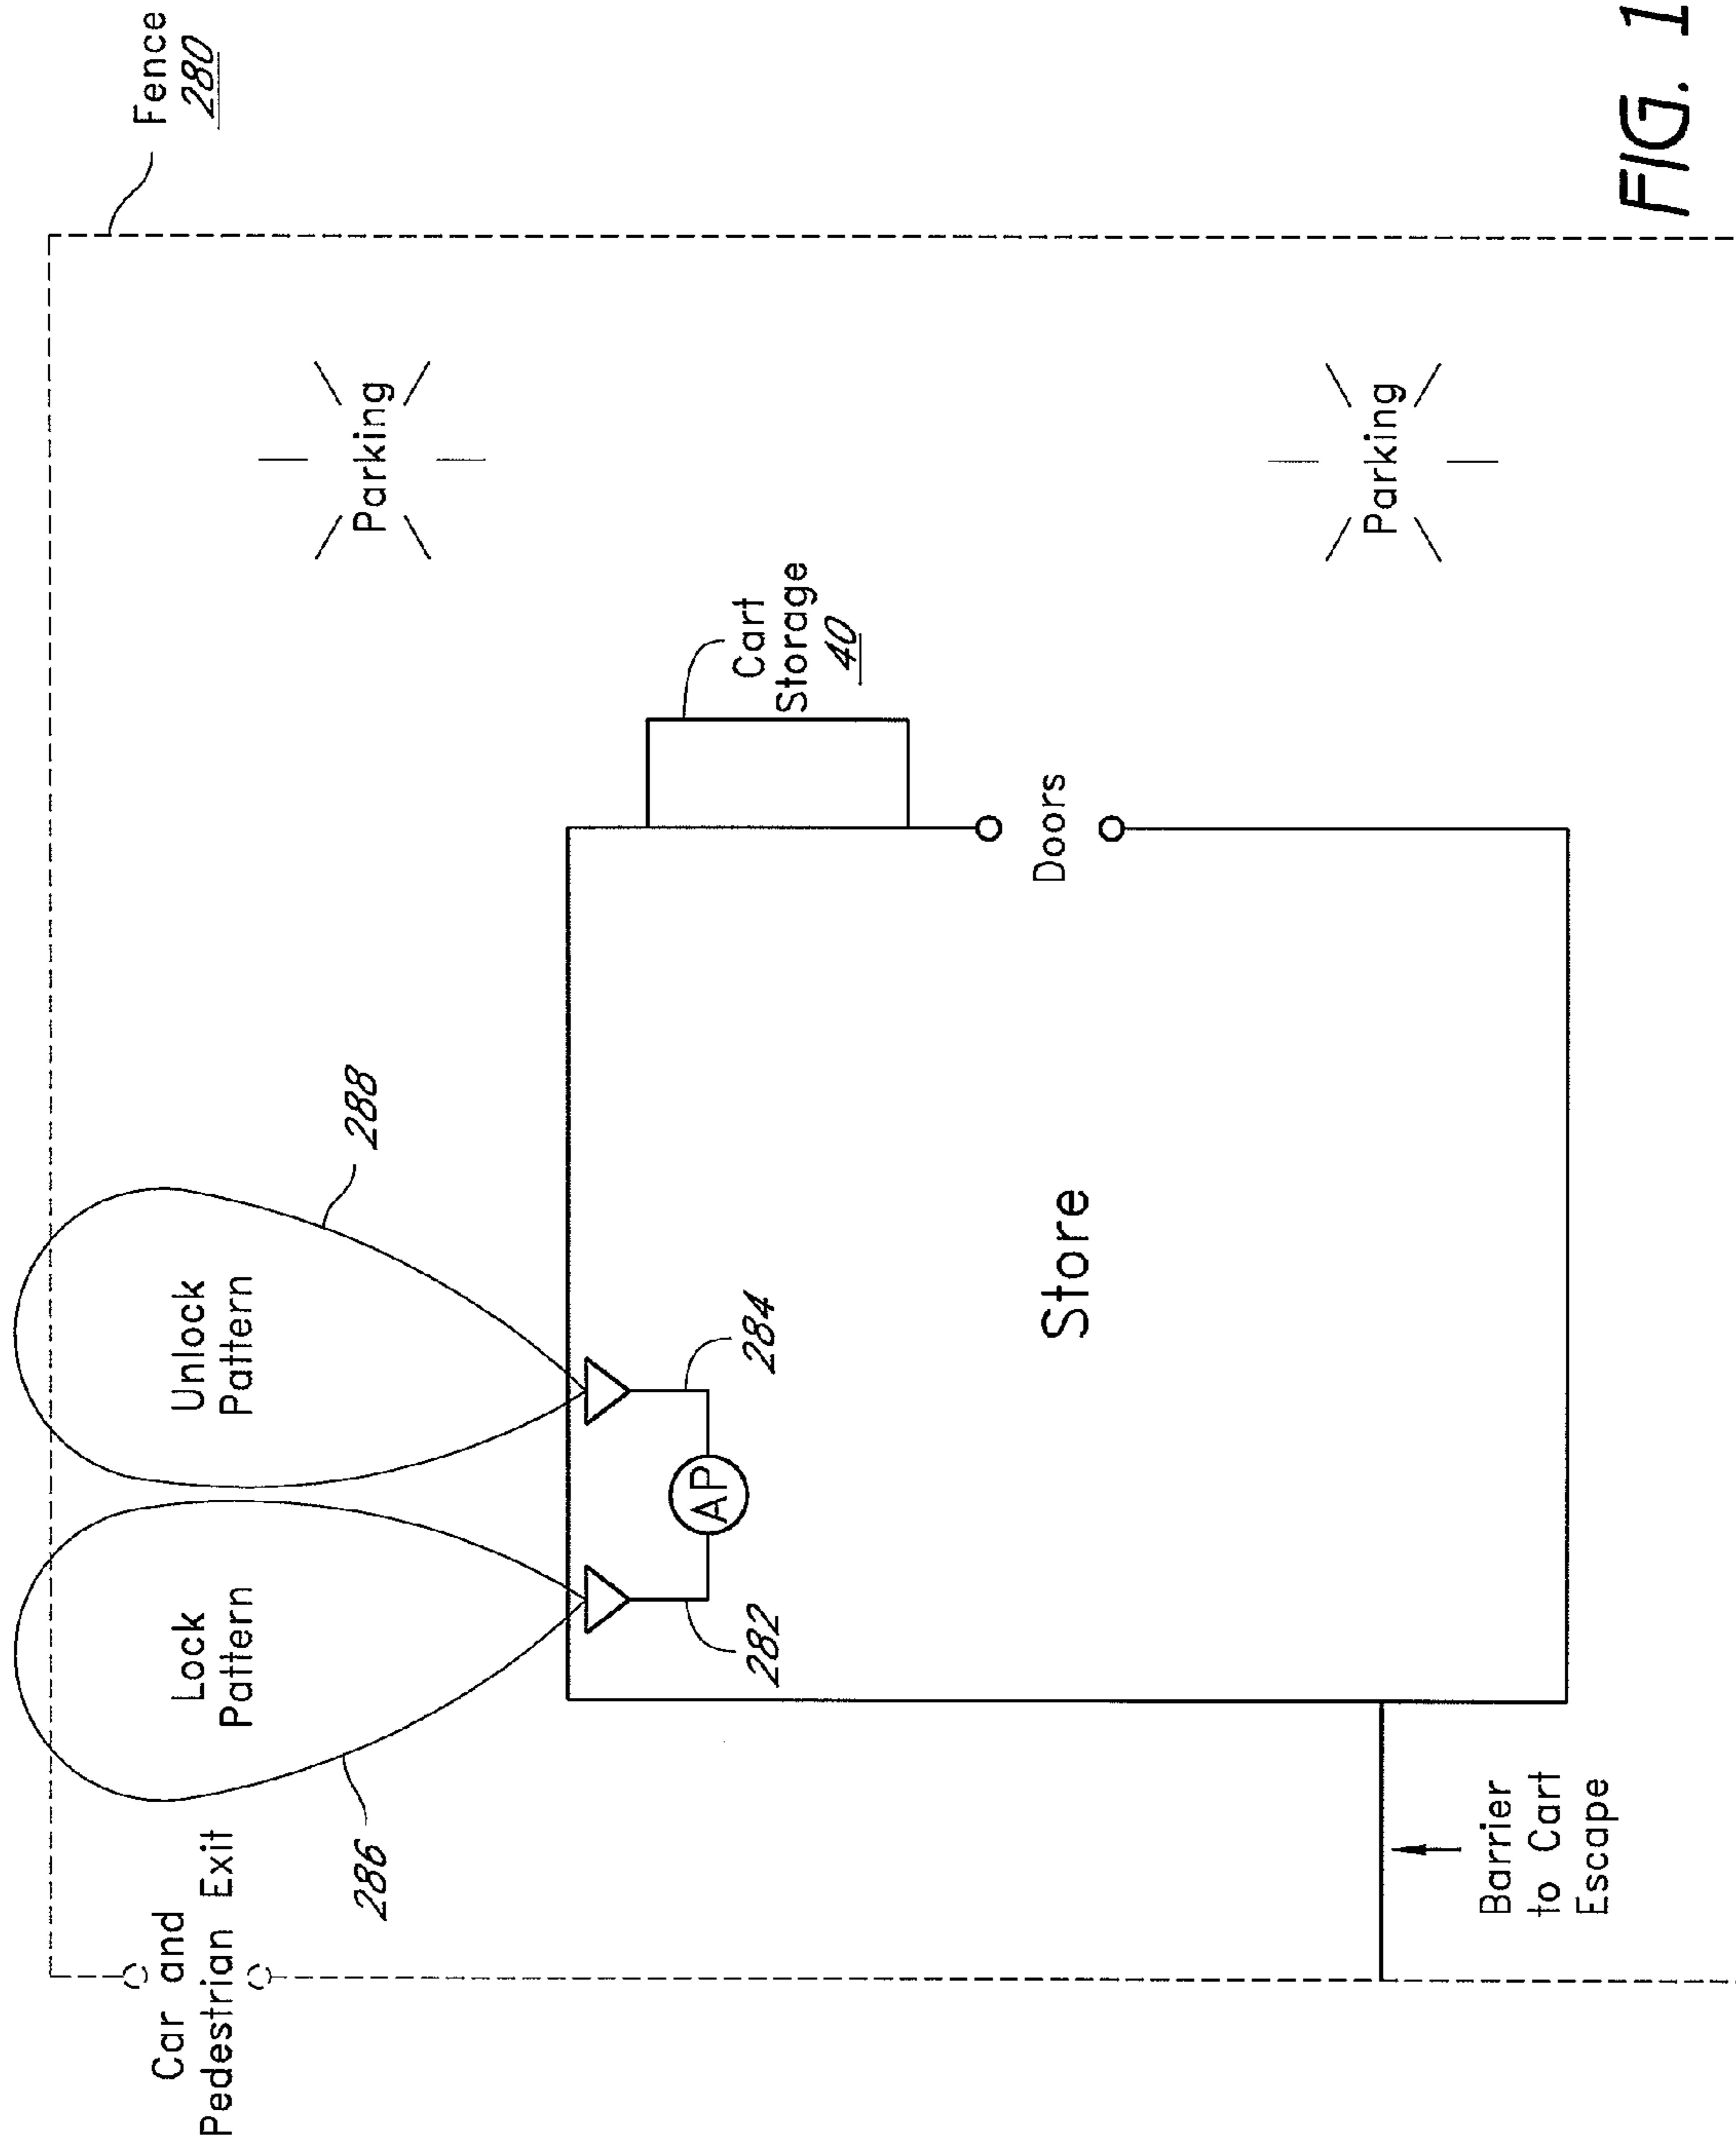 Fence
280
Car and
Pedestrian Exit
Lock
Pattern
Unlock
Pattern
286
288
Parking
AP
282
284
Cart
Storage
40
Store
Doors
Parking
Barrier
to Cart
Escape
FIG. 1